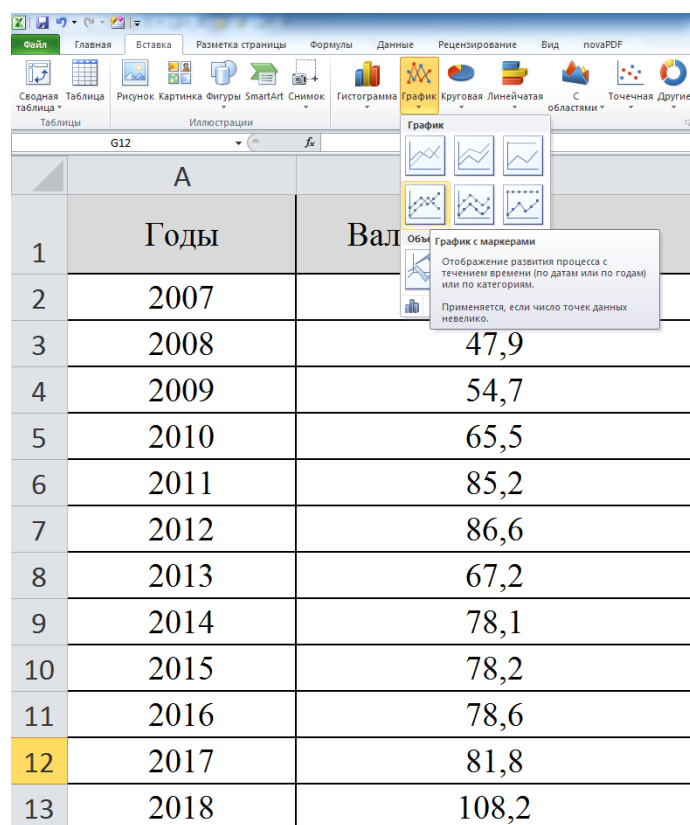 Файл Главная Вставка Разметка страницы Формулы Данные Рецензирование Вид novaPDF
Сводная таблица Таблица Рисунок Картинка Фигуры SmartArt Снимок Гистограмма График Круговая Линейчатая С областями Точечная Другие
Таблицы Иллюстрации
График
G12 fx
A
1 Годы Вал
График с маркерами
Отображение развития процесса с
течением времени (по датам или по годам)
или по категориям.
Применяется, если число точек данных
невелико.
2 2007
3 2008 47,9
4 2009 54,7
5 2010 65,5
6 2011 85,2
7 2012 86,6
8 2013 67,2
9 2014 78,1
10 2015 78,2
11 2016 78,6
12 2017 81,8
13 2018 108,2